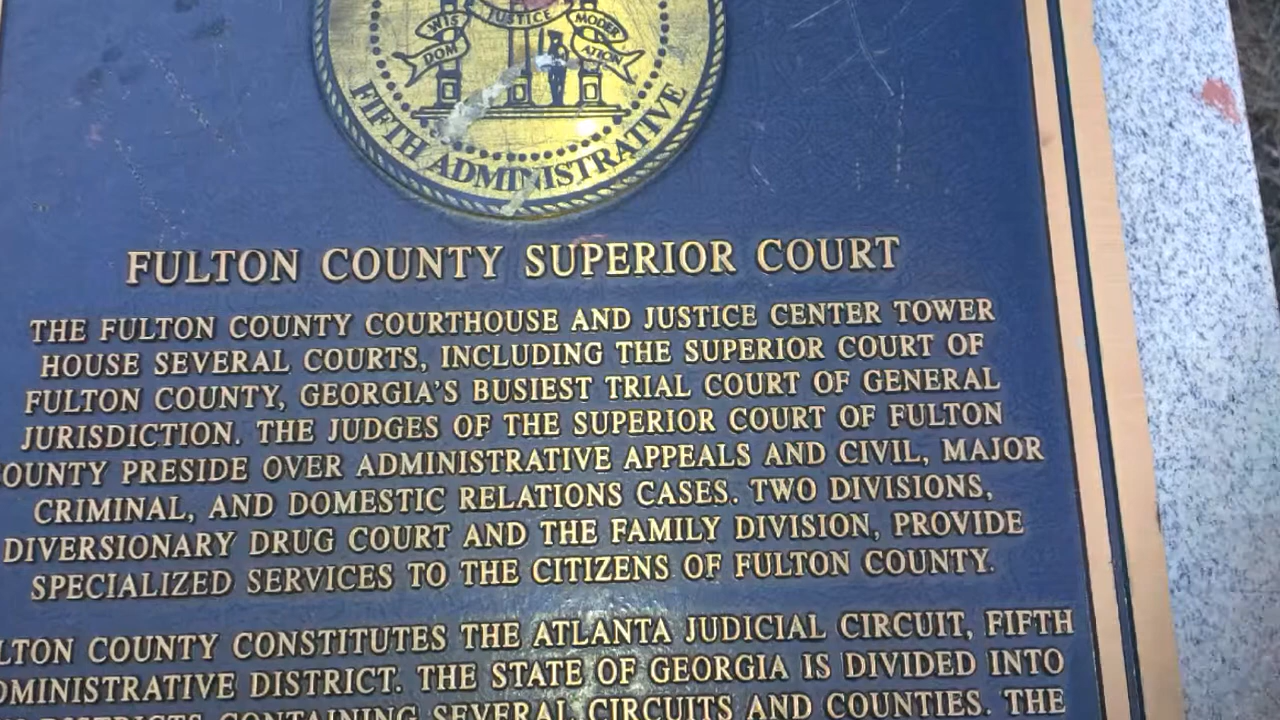 WIS
DOM
JUSTICE
MODER
ATION
FIFTH ADMINISTRATIVE
FULTON COUNTY SUPERIOR COURT
THE FULTON COUNTY COURTHOUSE AND JUSTICE CENTER TOWER
HOUSE SEVERAL COURTS, INCLUDING THE SUPERIOR COURT OF
FULTON COUNTY, GEORGIA'S BUSIEST TRIAL COURT OF GENERAL
JURISDICTION. THE JUDGES OF THE SUPERIOR COURT OF FULTON
OUNTY PRESIDE OVER ADMINISTRATIVE APPEALS AND CIVIL, MAJOR
CRIMINAL, AND DOMESTIC RELATIONS CASES. TWO DIVISIONS,
DIVERSIONARY DRUG COURT AND THE FAMILY DIVISION, PROVIDE
SPECIALIZED SERVICES TO THE CITIZENS OF FULTON COUNTY.
LTON COUNTY CONSTITUTES THE ATLANTA JUDICIAL CIRCUIT, FIFTH
DMINISTRATIVE DISTRICT. THE STATE OF GEORGIA IS DIVIDED INTO
DISTRICTS CONTAINING SEVERAL CIRCUITS AND COUNTIES. THE